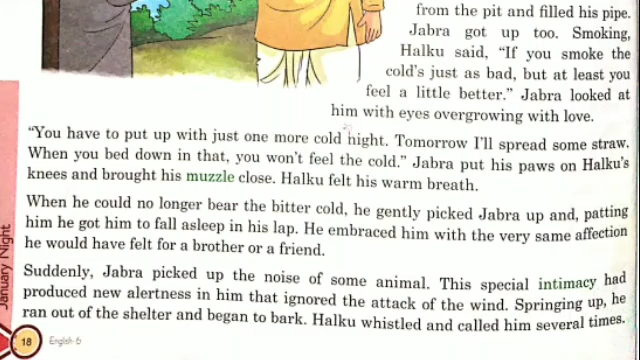 from the pit and filled his pipe.
Jabra got up too. Smoking,
Halku said, “If you smoke the
cold's just as bad, but at least you
feel a little better.” Jabra looked at
him with eyes overgrowing with love.
“You have to put up with just one more cold night. Tomorrow I'll spread some straw.
When you bed down in that, you won't feel the cold.” Jabra put his paws on Halku's
knees and brought his muzzle close. Halku felt his warm breath.
When he could no longer bear the bitter cold, he gently picked Jabra up and, patting
him he got him to fall asleep in his lap. He embraced him with the very same affection
he would have felt for a brother or a friend.
Suddenly, Jabra picked up the noise of some animal. This special intimacy had
produced new alertness in him that ignored the attack of the wind. Springing up, he
ran out of the shelter and began to bark. Halku whistled and called him several times.
January Night
18
English-6